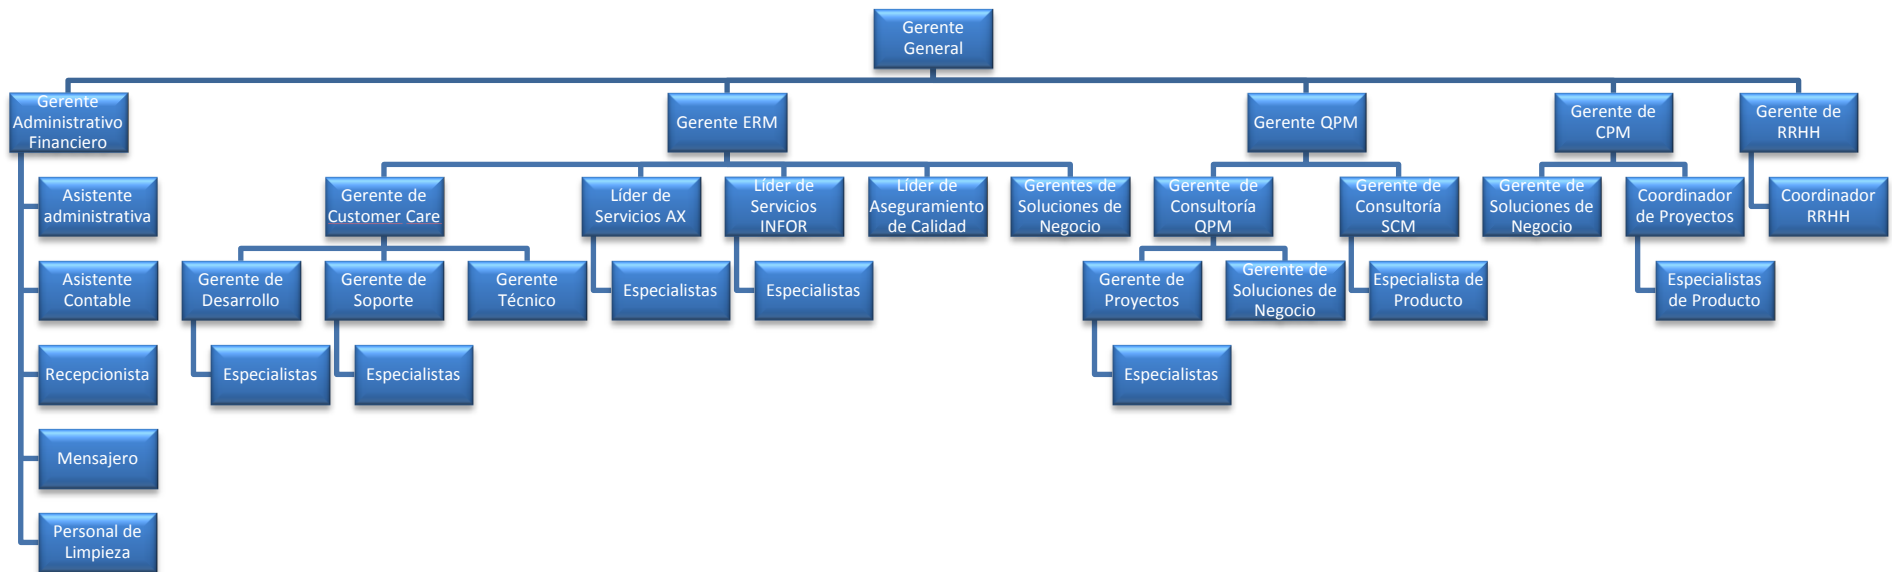 Gerente
General
Gerente
Administrativo
Financiero
Gerente ERM
Gerente QPM
Gerente de
CPM
Gerente de
RRHH
Asistente
administrativa
Gerente de
Customer Care
Líder de
Servicios AX
Líder de
Servicios
INFOR
Líder de
Aseguramiento
de Calidad
Gerentes de
Soluciones de
Negocio
Gerente de
Consultoría
QPM
Gerente de
Consultoría
SCM
Gerente de
Soluciones de
Negocio
Coordinador
de Proyectos
Coordinador
RRHH
Asistente
Contable
Gerente de
Desarrollo
Gerente de
Soporte
Gerente
Técnico
Especialistas
Especialistas
Gerente de
Proyectos
Gerente de
Soluciones de
Negocio
Especialista de
Producto
Especialistas
de Producto
Recepcionista
Especialistas
Especialistas
Especialistas
Mensajero
Personal de
Limpieza